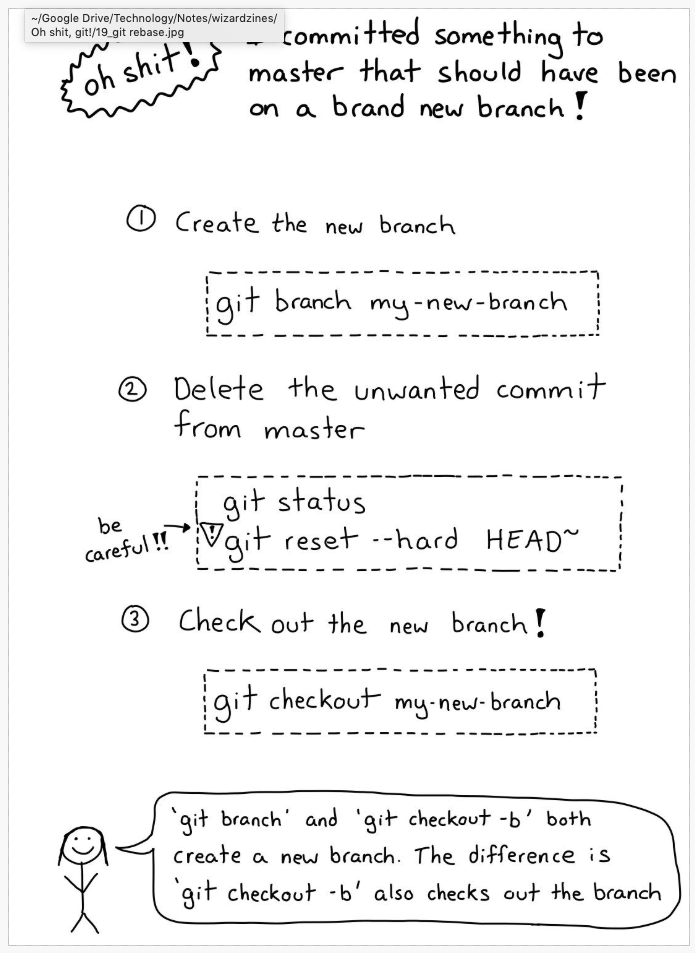 ~/Google Drive/Technology/Notes/wizardzines/
Oh shit, git!/19_git rebase.jpg
oh shit!
committed something to
master that should have been
on a brand new branch!
① Create the new branch
git branch my-new-branch
② Delete the unwanted commit
from master
git status
be careful!! → git reset --hard HEAD~
③ Check out the new branch!
git checkout my-new-branch
'git branch' and 'git checkout -b' both
create a new branch. The difference is
'git checkout -b' also checks out the branch